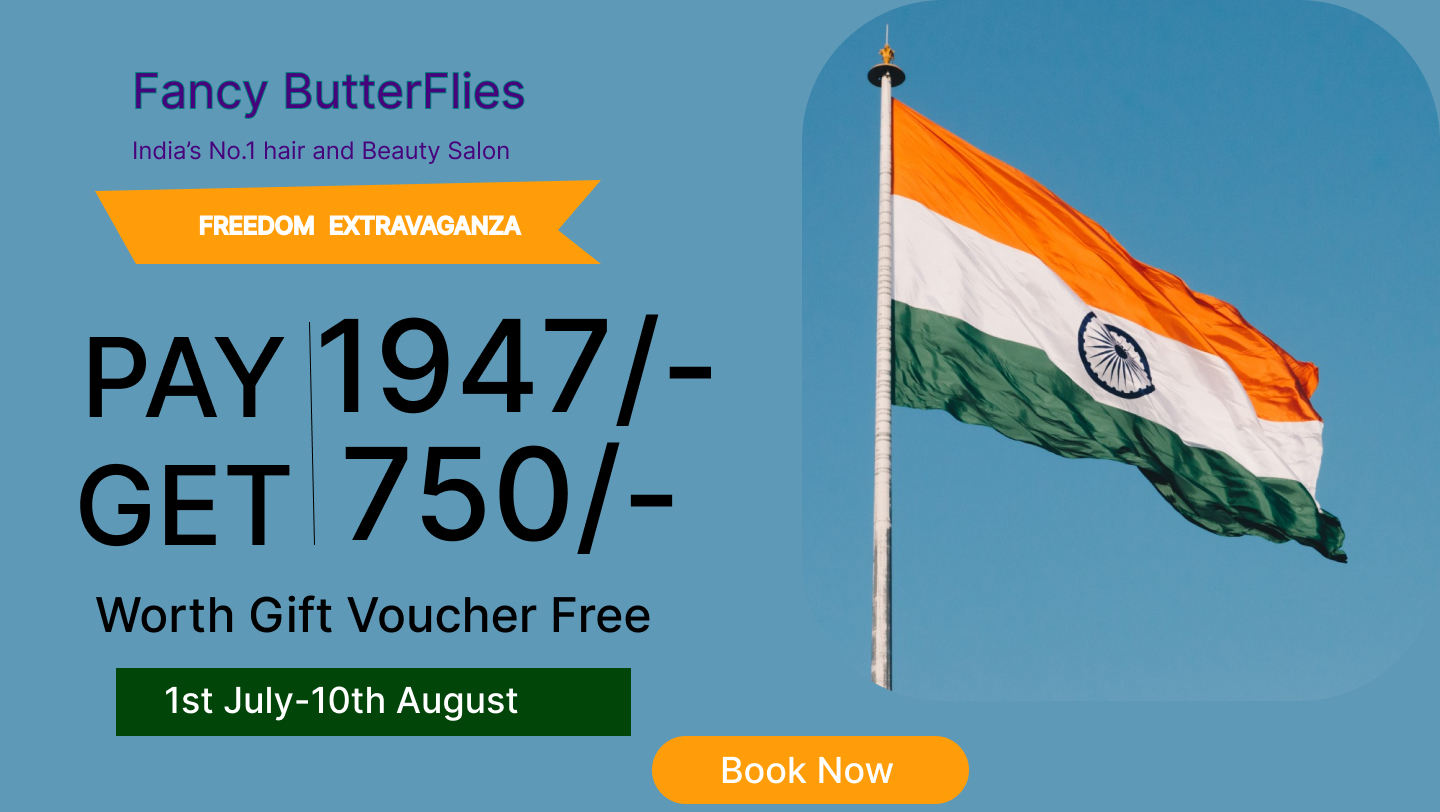 Fancy ButterFlies
India’s No.1 hair and Beauty Salon
FREEDOM EXTRAVAGANZA
PAY 1947/-
GET 750/-
Worth Gift Voucher Free
1st July-10th August
Book Now